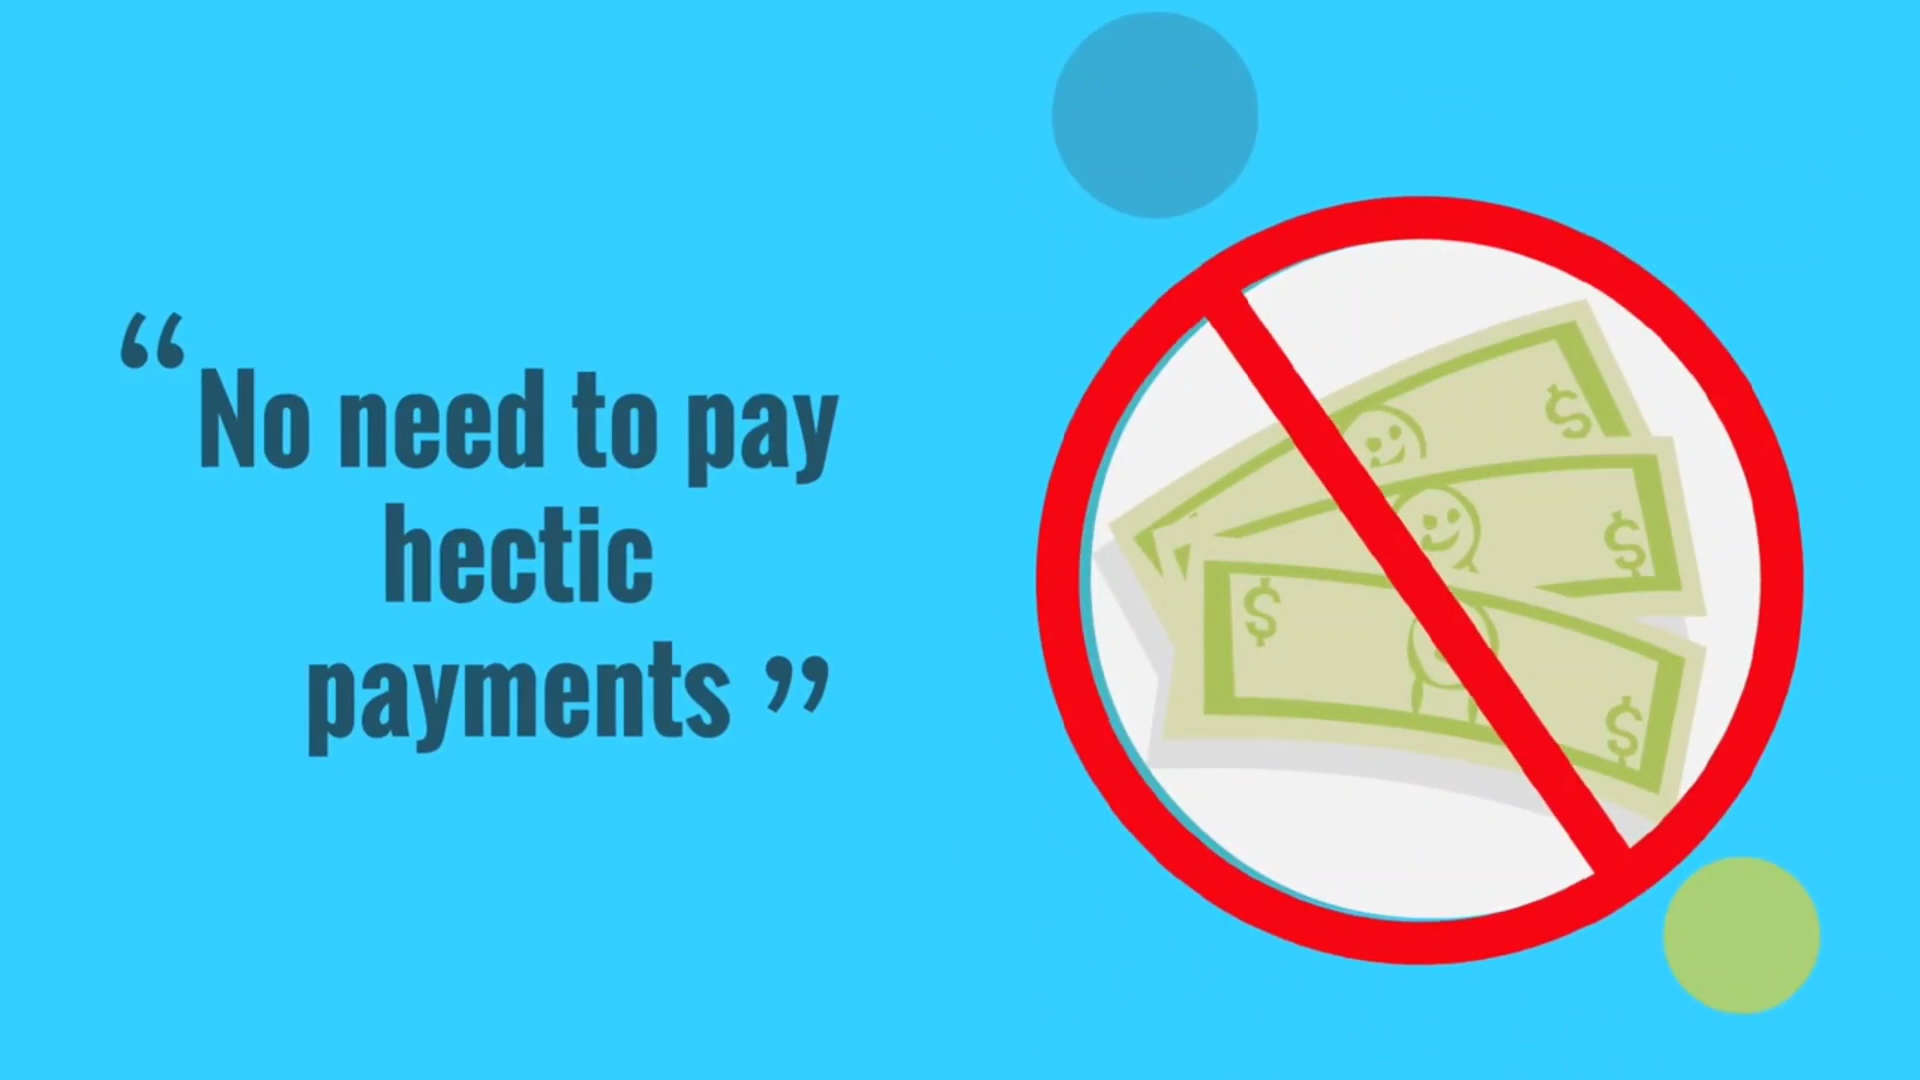 “No need to pay
hectic
payments”
$
$
$
$